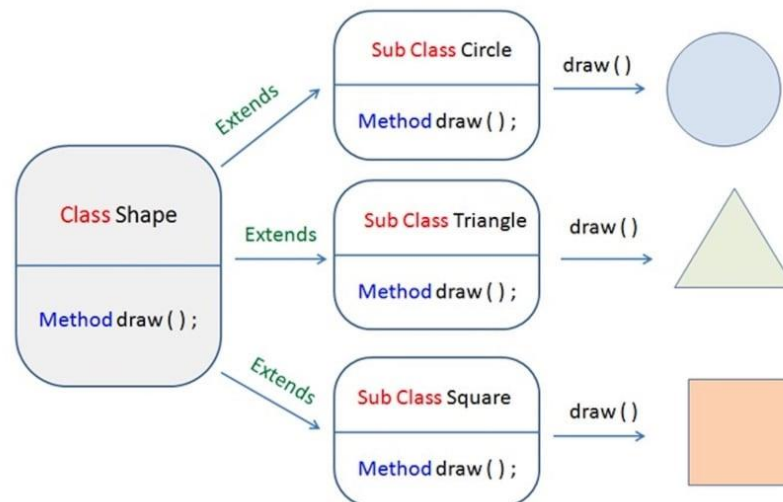 Class Shape
Method draw ( ) ;
Extends
Sub Class Circle
Method draw ( ) ;
draw ( )
Extends
Sub Class Triangle
Method draw ( ) ;
draw ( )
Extends
Sub Class Square
Method draw ( ) ;
draw ( )